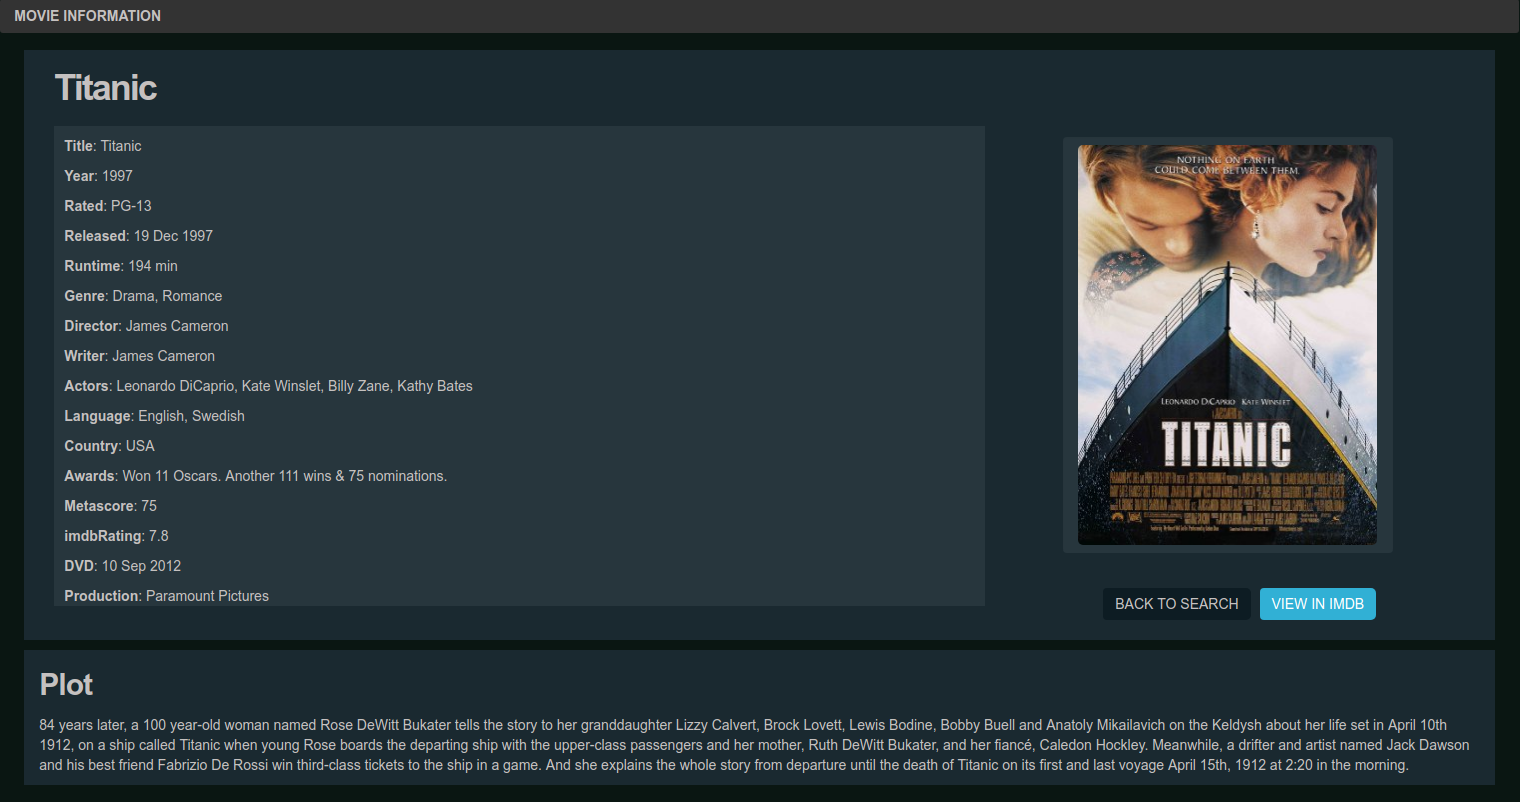 MOVIE INFORMATION
Titanic
Title: Titanic
Year: 1997
Rated: PG-13
Released: 19 Dec 1997
Runtime: 194 min
Genre: Drama, Romance
Director: James Cameron
Writer: James Cameron
Actors: Leonardo DiCaprio, Kate Winslet, Billy Zane, Kathy Bates
Language: English, Swedish
Country: USA
Awards: Won 11 Oscars. Another 111 wins & 75 nominations.
Metascore: 75
imdbRating: 7.8
DVD: 10 Sep 2012
Production: Paramount Pictures
NOTHING ON EARTH
COULD COME BETWEEN THEM.
LEONARDO DICAPRIO KATE WINSLET
TITANIC
BACK TO SEARCH VIEW IN IMDB
Plot
84 years later, a 100 year-old woman named Rose DeWitt Bukater tells the story to her granddaughter Lizzy Calvert, Brock Lovett, Lewis Bodine, Bobby Buell and Anatoly Mikailavich on the Keldysh about her life set in April 10th
1912, on a ship called Titanic when young Rose boards the departing ship with the upper-class passengers and her mother, Ruth DeWitt Bukater, and her fiancé, Caledon Hockley. Meanwhile, a drifter and artist named Jack Dawson
and his best friend Fabrizio De Rossi win third-class tickets to the ship in a game. And she explains the whole story from departure until the death of Titanic on its first and last voyage April 15th, 1912 at 2:20 in the morning.